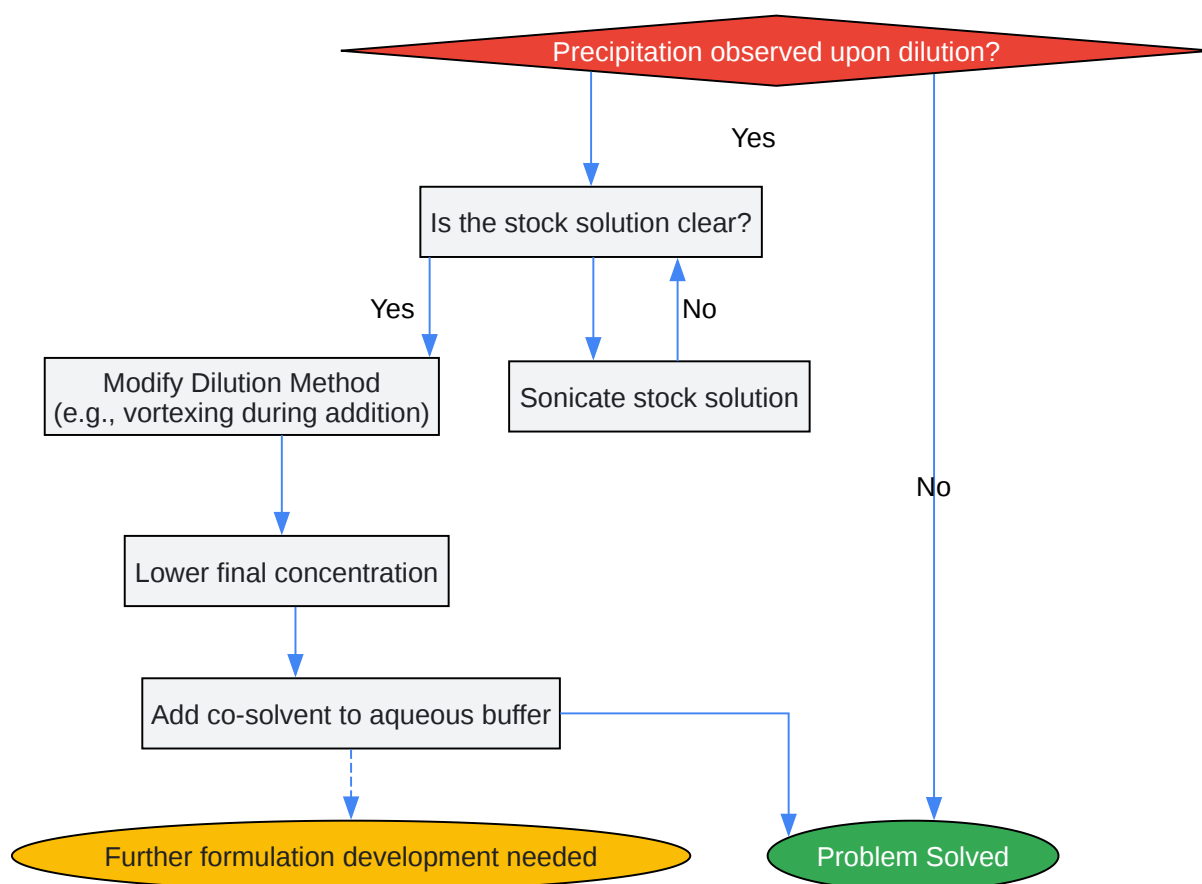 Precipitation observed upon dilution?
Yes
Is the stock solution clear?
Yes
No
Modify Dilution Method
(e.g., vortexing during addition)
Sonicate stock solution
No
Lower final concentration
Add co-solvent to aqueous buffer
Further formulation development needed
Problem Solved